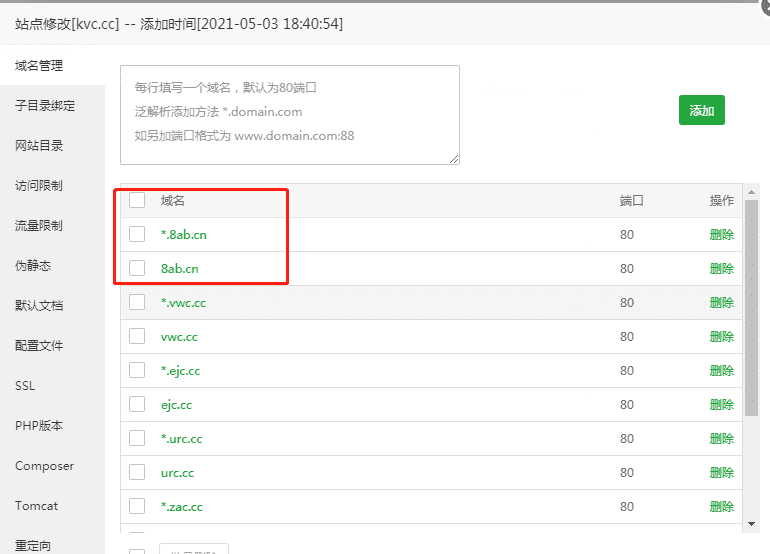 站点修改[kvc.cc] -- 添加时间[2021-05-03 18:40:54]
域名管理
子目录绑定
网站目录
访问限制
流量限制
伪静态
默认文档
配置文件
SSL
PHP版本
Composer
Tomcat
重定向
每行填写一个域名，默认为80端口
泛解析添加方法 *.domain.com
如另加端口格式为 www.domain.com:88
添加
域名 端口 操作
*.8ab.cn 80 删除
8ab.cn 80 删除
*.vwc.cc 80 删除
vwc.cc 80 删除
*.ejc.cc 80 删除
ejc.cc 80 删除
*.urc.cc 80 删除
urc.cc 80 删除
*.zac.cc 80 删除